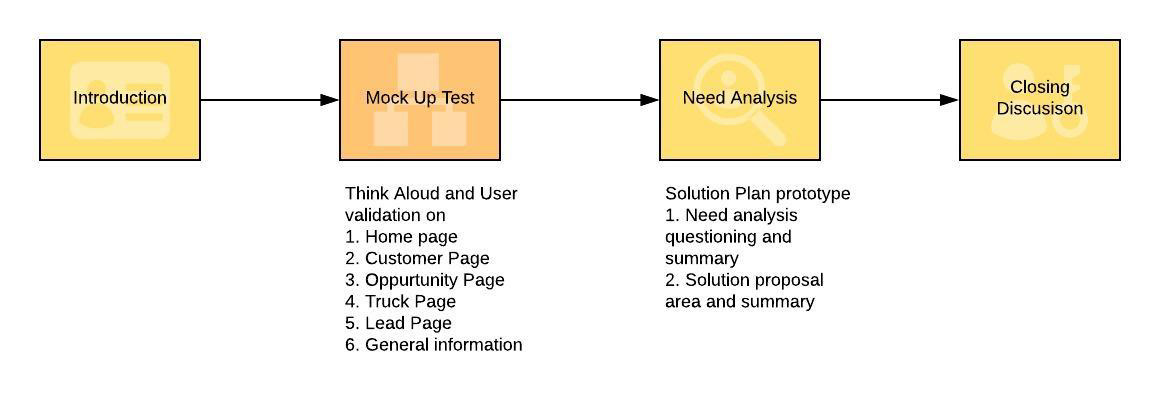 Introduction
Mock Up Test
Need Analysis
Closing
Discusison
Think Aloud and User
validation on
1. Home page
2. Customer Page
3. Oppurtunity Page
4. Truck Page
5. Lead Page
6. General information
Solution Plan prototype
1. Need analysis
questioning and
summary
2. Solution proposal
area and summary